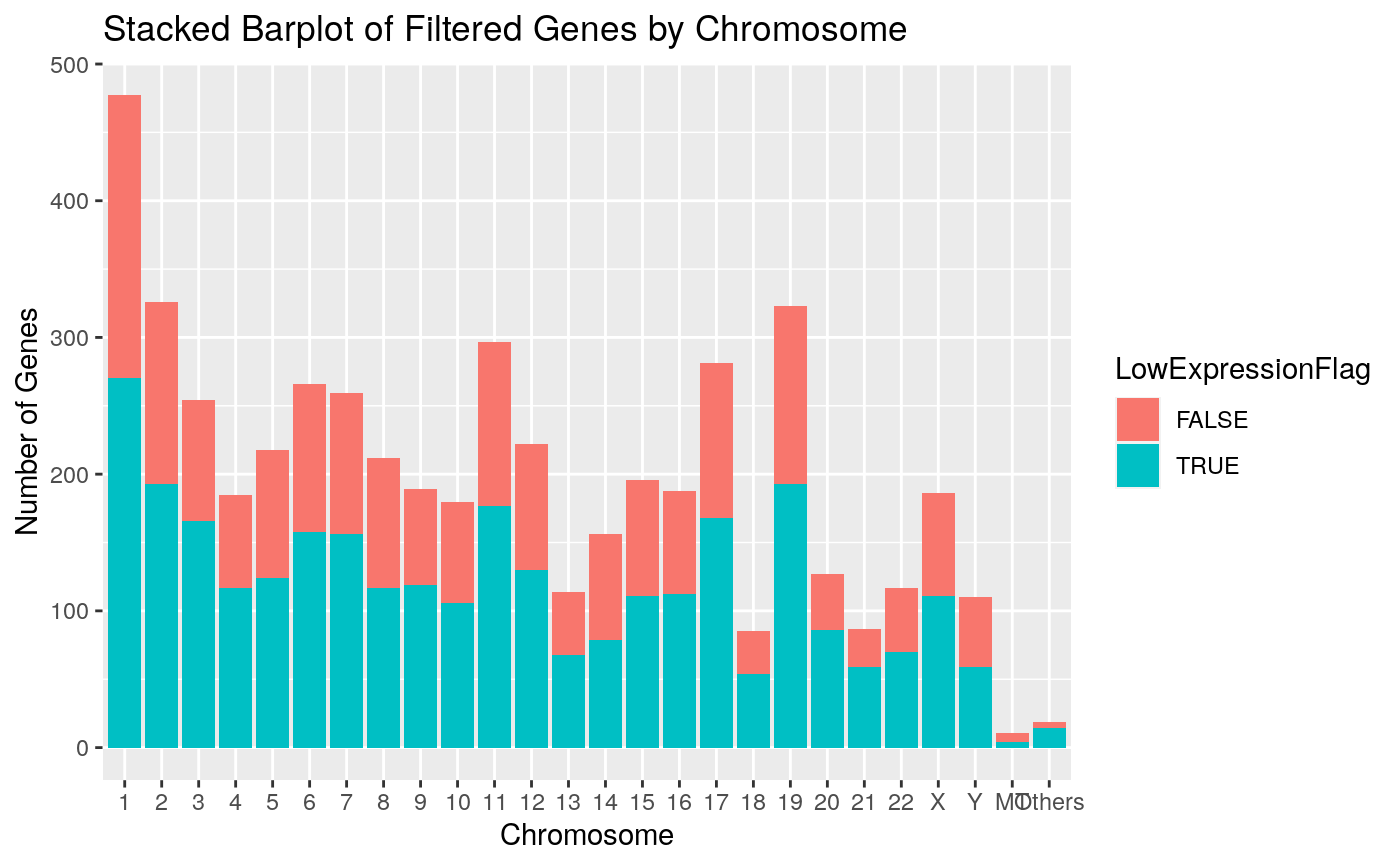 Stacked Barplot of Filtered Genes by Chromosome
500
400
300
200
100
0
Number of Genes
1 2 3 4 5 6 7 8 9 10 11 12 13 14 15 16 17 18 19 20 21 22 X Y MT Others
Chromosome
LowExpressionFlag
FALSE
TRUE